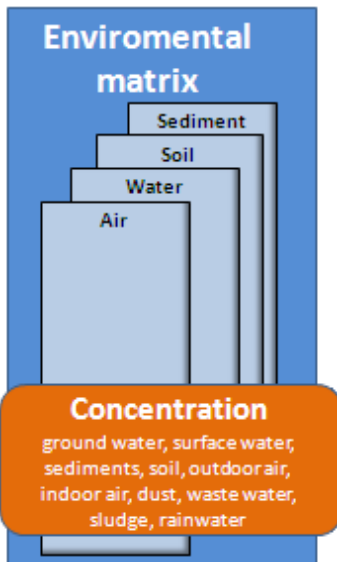 Enviromental
matrix
Sediment
Soil
Water
Air
Concentration
ground water, surface water,
sediments, soil, outdoor air,
indoor air, dust, waste water,
sludge, rainwater